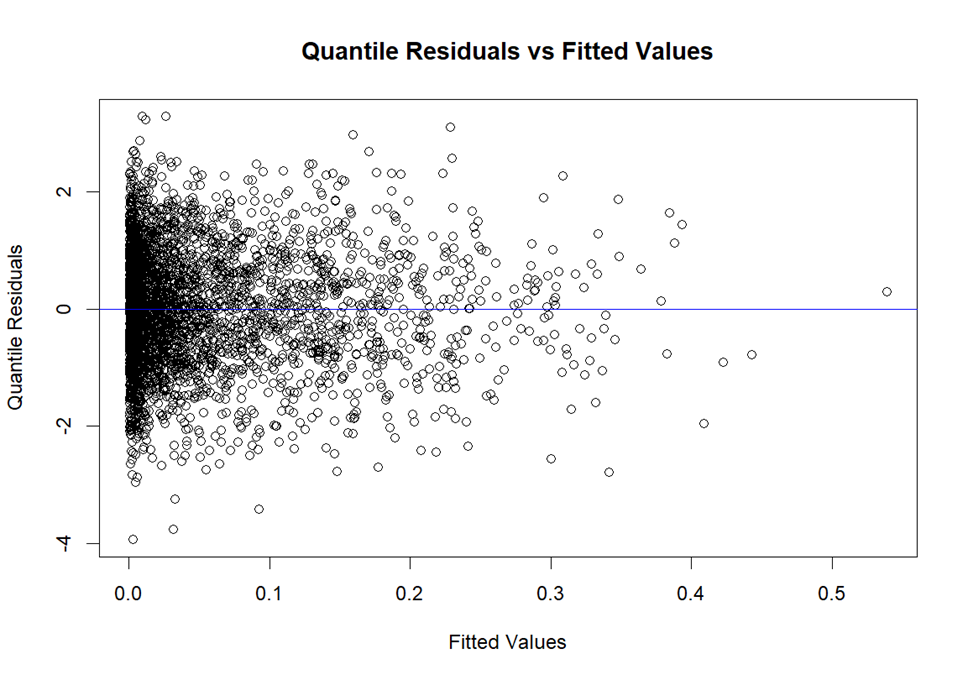 Quantile Residuals vs Fitted Values
Quantile Residuals
2
0
-2
-4
0.0 0.1 0.2 0.3 0.4 0.5
Fitted Values